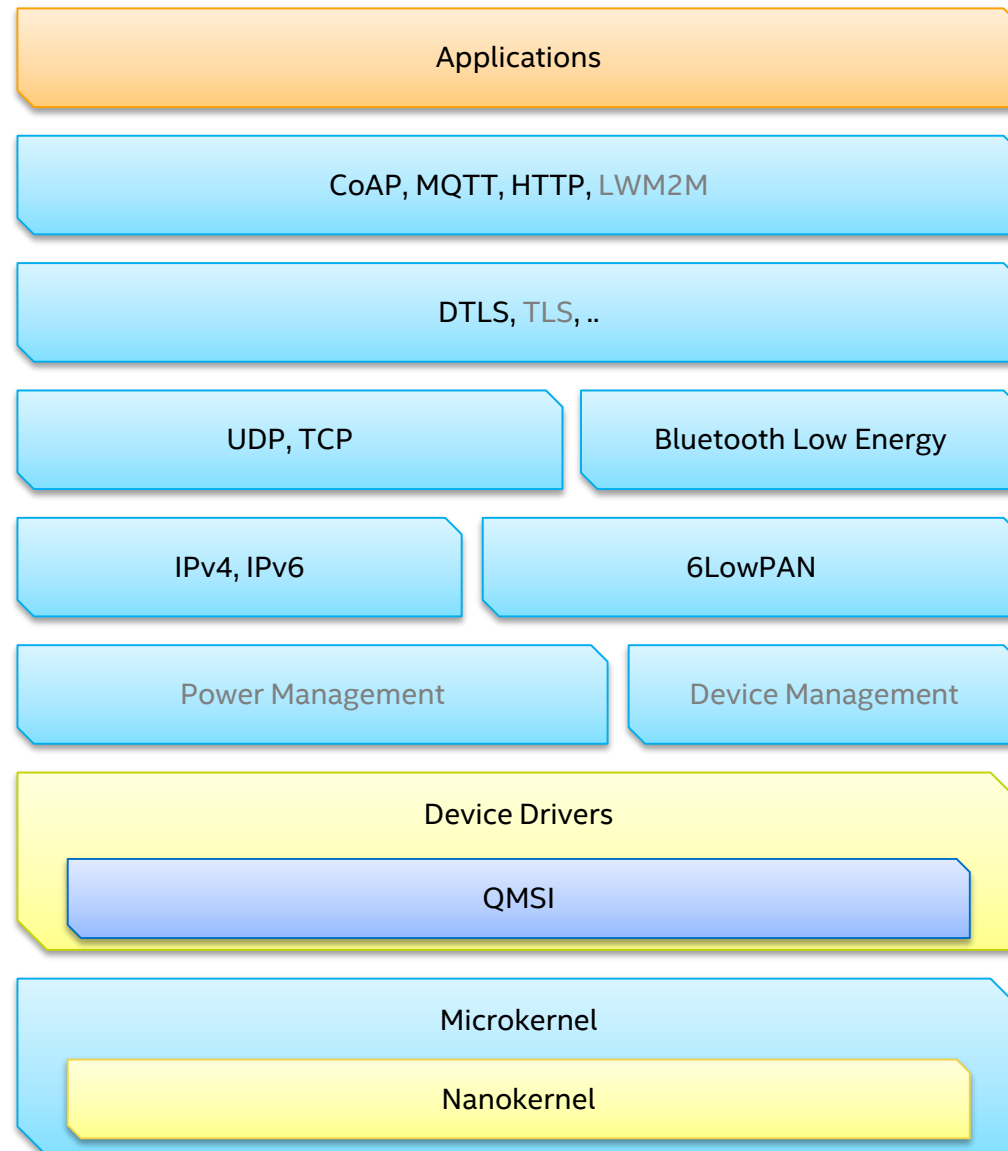 Applications
CoAP, MQTT, HTTP, LWM2M
DTLS, TLS, ..
UDP, TCP
Bluetooth Low Energy
IPv4, IPv6
6LowPAN
Power Management
Device Management
Device Drivers
QMSI
Microkernel
Nanokernel